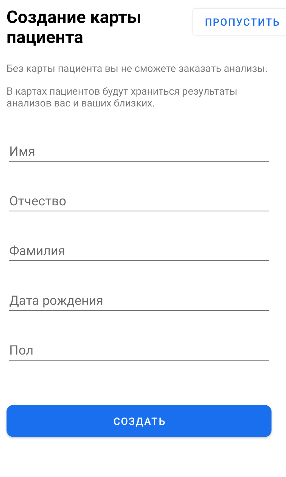 Создание карты
пациента
ПРОПУСТИТЬ
Без карты пациента вы не сможете заказать анализы.
В картах пациентов будут храниться результаты
анализов вас и ваших близких.
Имя
Отчество
Фамилия
Дата рождения
Пол
СОЗДАТЬ